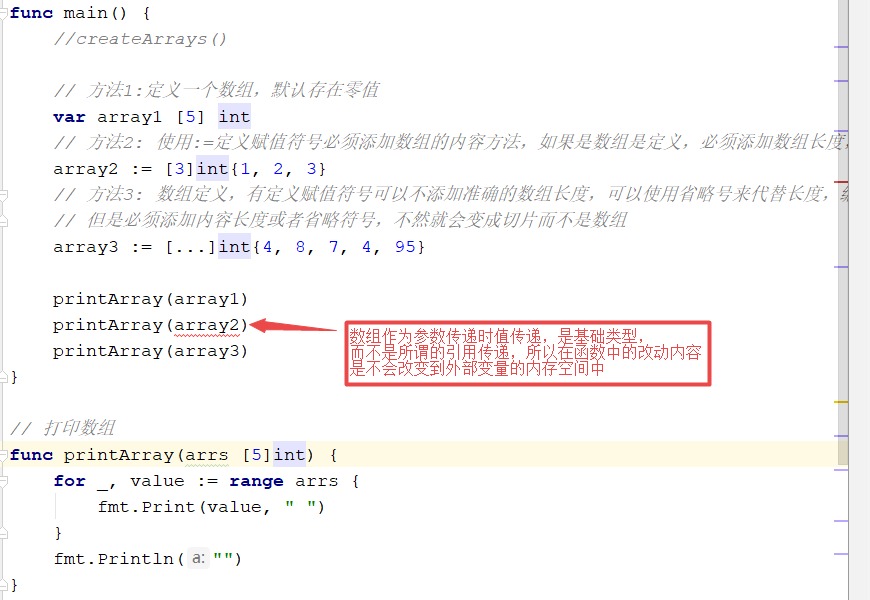 func main() {
//createArrays()
// 方法1:定义一个数组，默认存在零值
var array1 [5] int
// 方法2: 使用:=定义赋值符号必须添加数组的内容方法，如果是数组是定义，必须添加数组长度，
array2 := [3]int{1, 2, 3}
// 方法3: 数组定义，有定义赋值符号可以不添加准确的数组长度，可以使用省略号来代替长度，
// 但是必须添加内容长度或者省略符号，不然就会变成切片而不是数组
array3 := [...]int{4, 8, 7, 4, 95}
printArray(array1)
printArray(array2)
printArray(array3)
数组作为参数传递时值传递，是基础类型，
而不是所谓的引用传递，所以在函数中的改动内容
是不会改变到外部变量的内存空间中
}
// 打印数组
func printArray(arrs [5]int) {
for _, value := range arrs {
fmt.Print(value, " ")
}
fmt.Println( a: "")
}